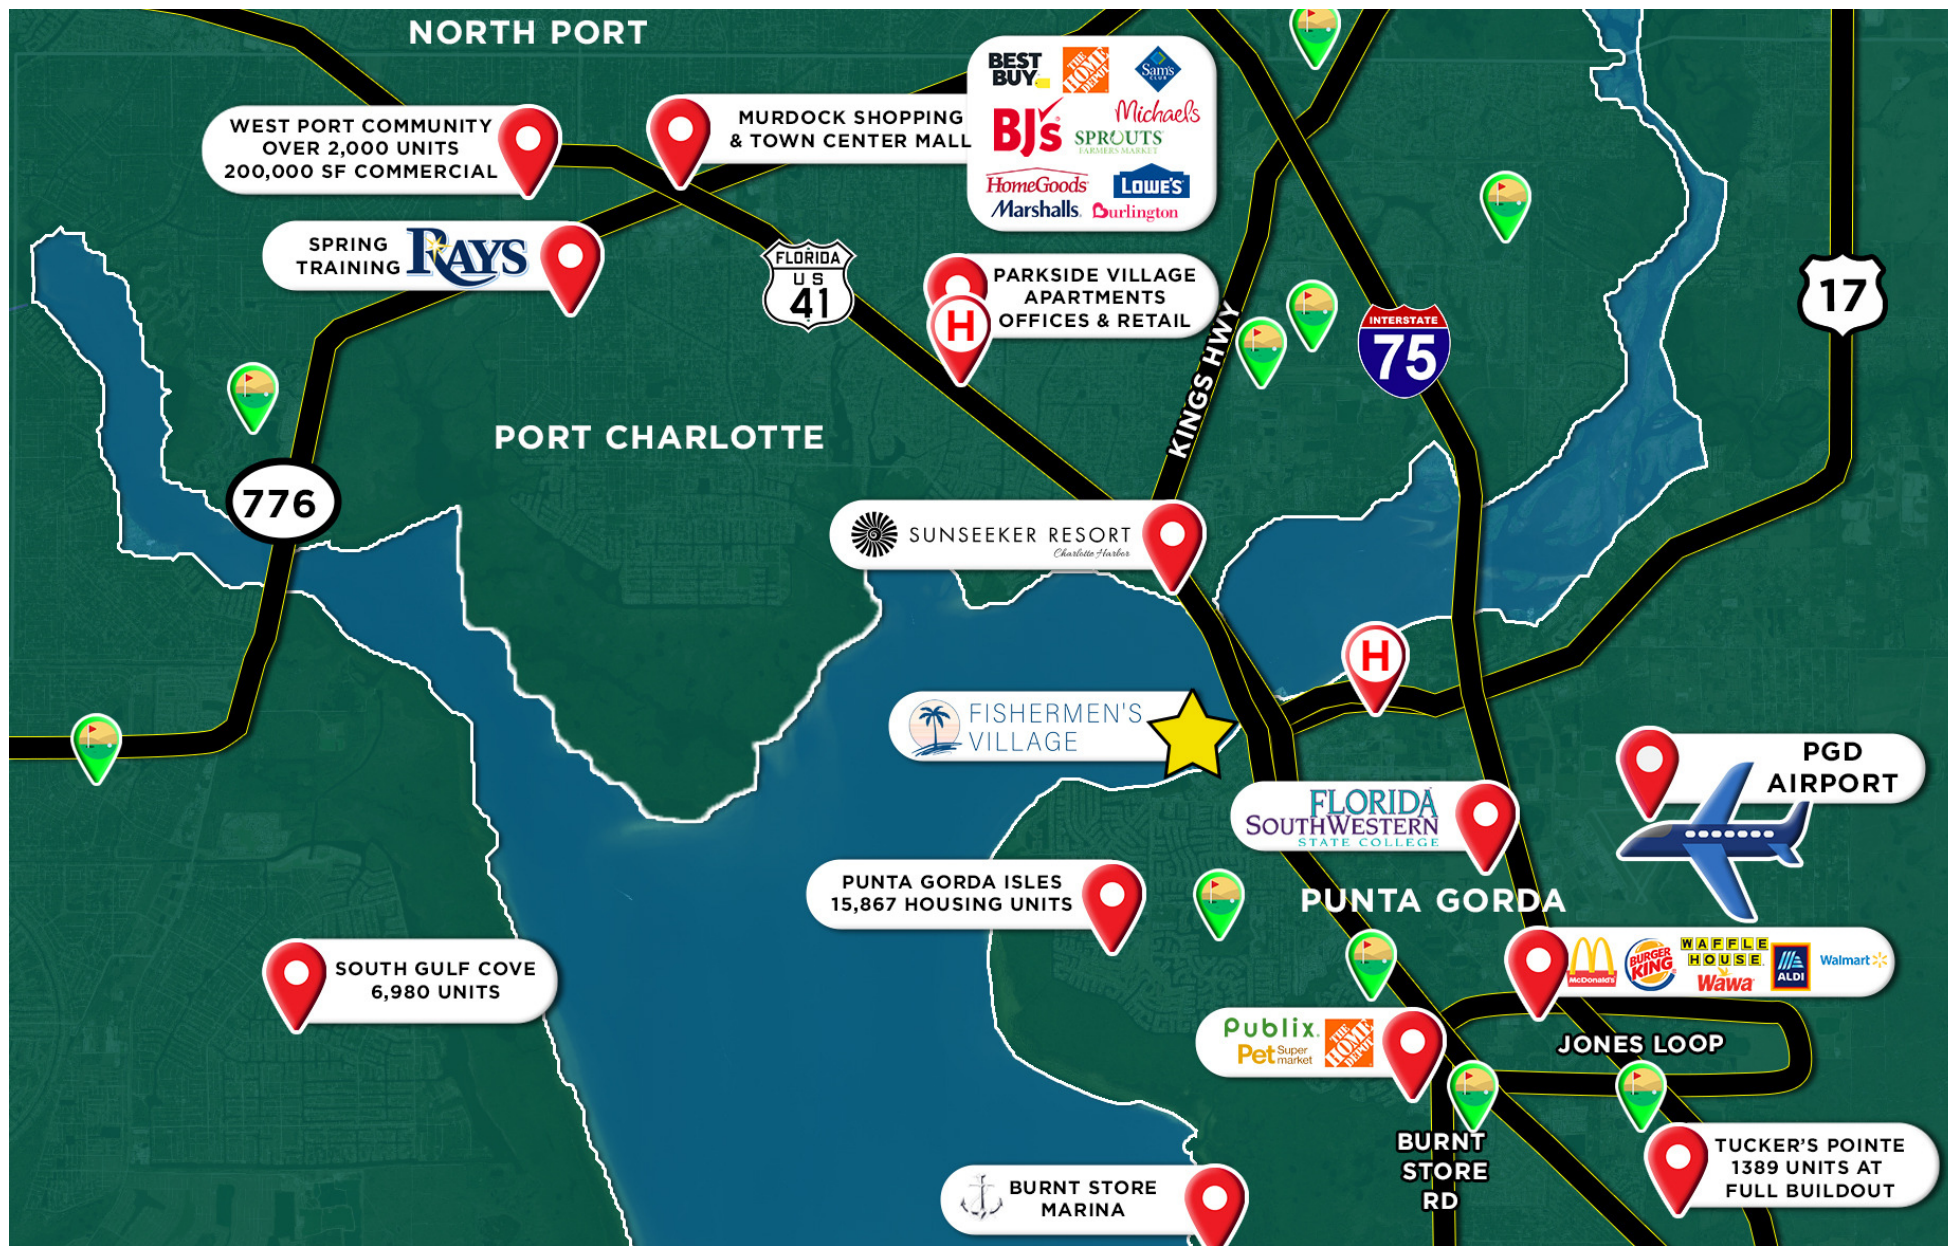 NORTH PORT
WEST PORT COMMUNITY
OVER 2,000 UNITS
200,000 SF COMMERCIAL
MURDOCK SHOPPING
& TOWN CENTER MALL
BEST
BUY
THE
HOME
DEPOT
Sam's
CLUB
BJ's
Michaels
SPROUTS
FARMERS MARKET
HomeGoods
LOWE'S
Marshalls.
Burlington
SPRING
TRAINING
RAYS
FLORIDA
US
41
PARKSIDE VILLAGE
APARTMENTS
OFFICES & RETAIL
H
KINGS HWY
INTERSTATE
75
17
PORT CHARLOTTE
776
SUNSEEKER RESORT
Charlotte Harbor
H
FISHERMEN'S
VILLAGE
PGD
AIRPORT
FLORIDA
SOUTHWESTERN
STATE COLLEGE
PUNTA GORDA ISLES
15,867 HOUSING UNITS
PUNTA GORDA
McDonald's
BURGER
KING
WAFFLE
HOUSE
Wawa
ALDI
Walmart
SOUTH GULF COVE
6,980 UNITS
Publix.
Pet Super
market
THE
HOME
DEPOT
JONES LOOP
BURNT
STORE
RD
TUCKER'S POINTE
1389 UNITS AT
FULL BUILDOUT
BURNT STORE
MARINA